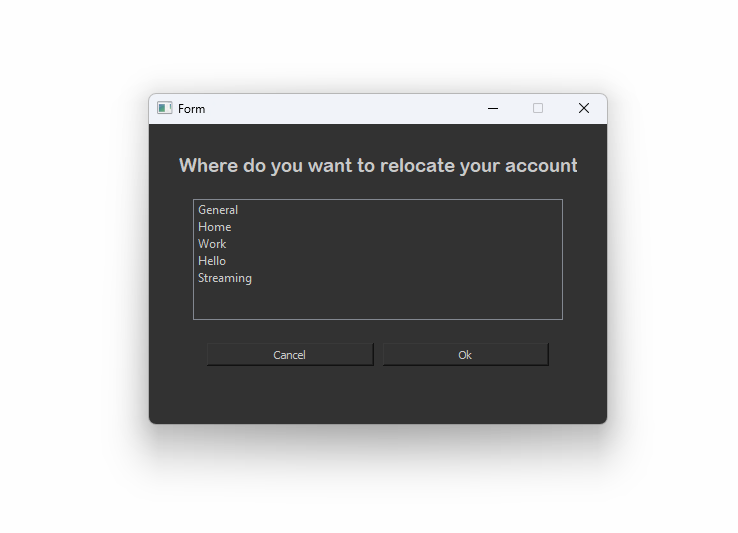 Form
Where do you want to relocate your account
General
Home
Work
Hello
Streaming
Cancel Ok